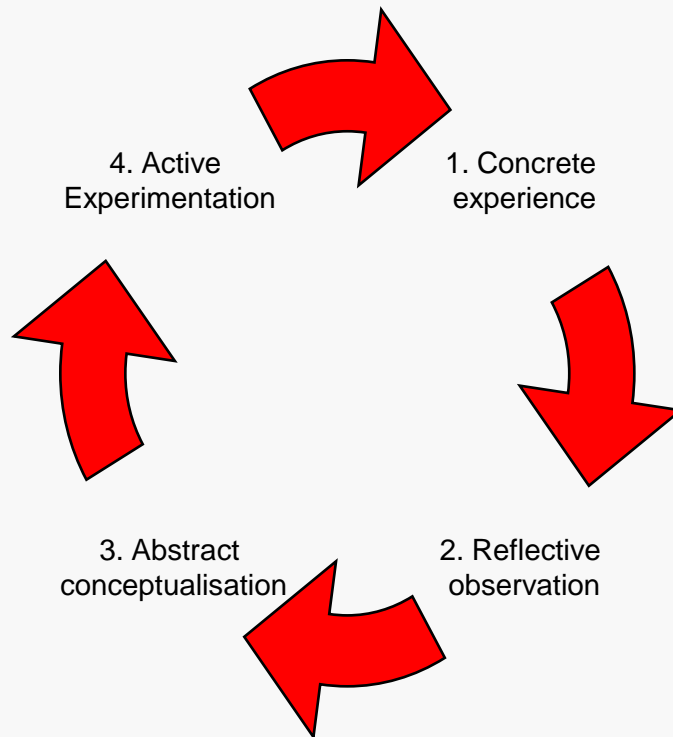 1. Concrete
experience
2. Reflective
observation
3. Abstract
conceptualisation
4. Active
Experimentation